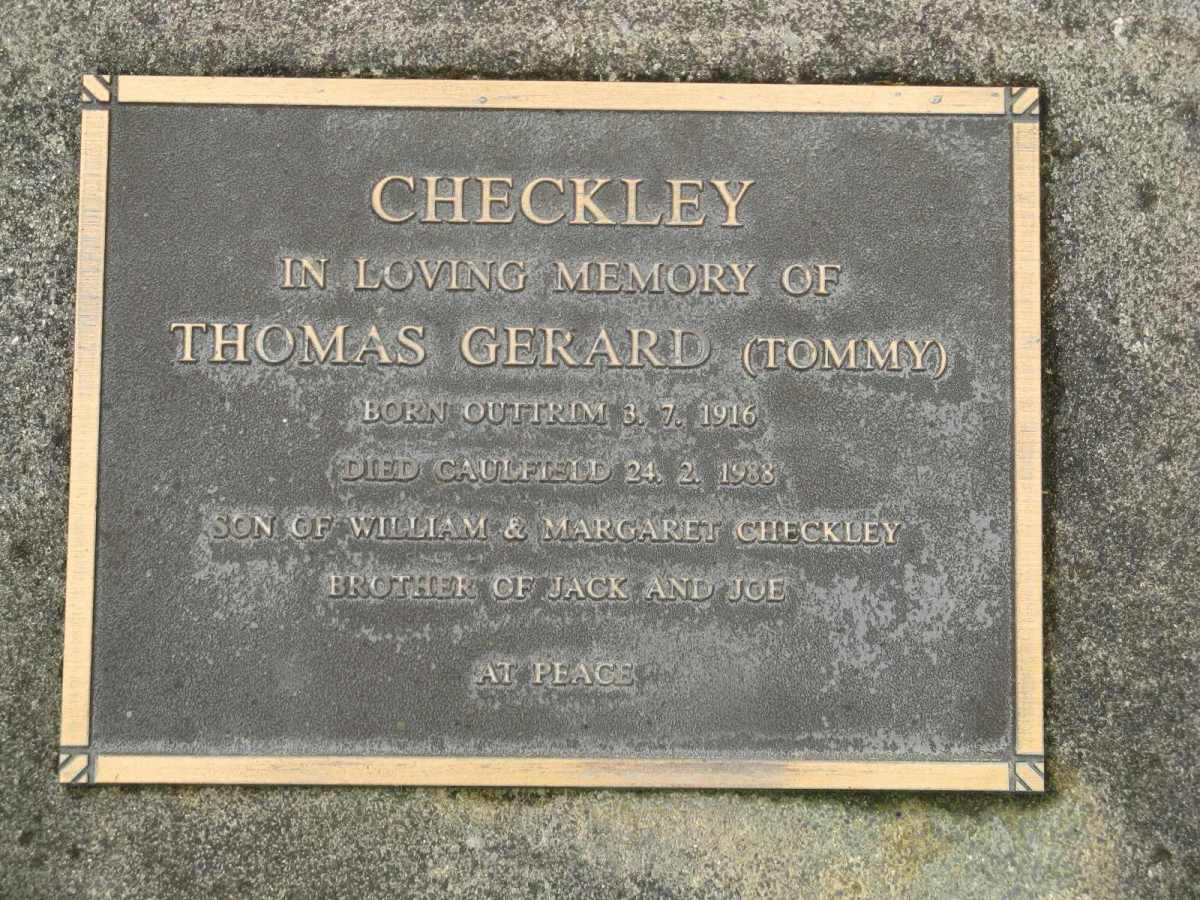 CHECKLEY
IN LOVING MEMORY OF
THOMAS GERARD (TOMMY)
BORN OUTTRIM 3. 7. 1916
DIED CAULFIELD 24. 2. 1988
SON OF WILLIAM & MARGARET CHECKLEY
BROTHER OF JACK AND JOE
AT PEACE